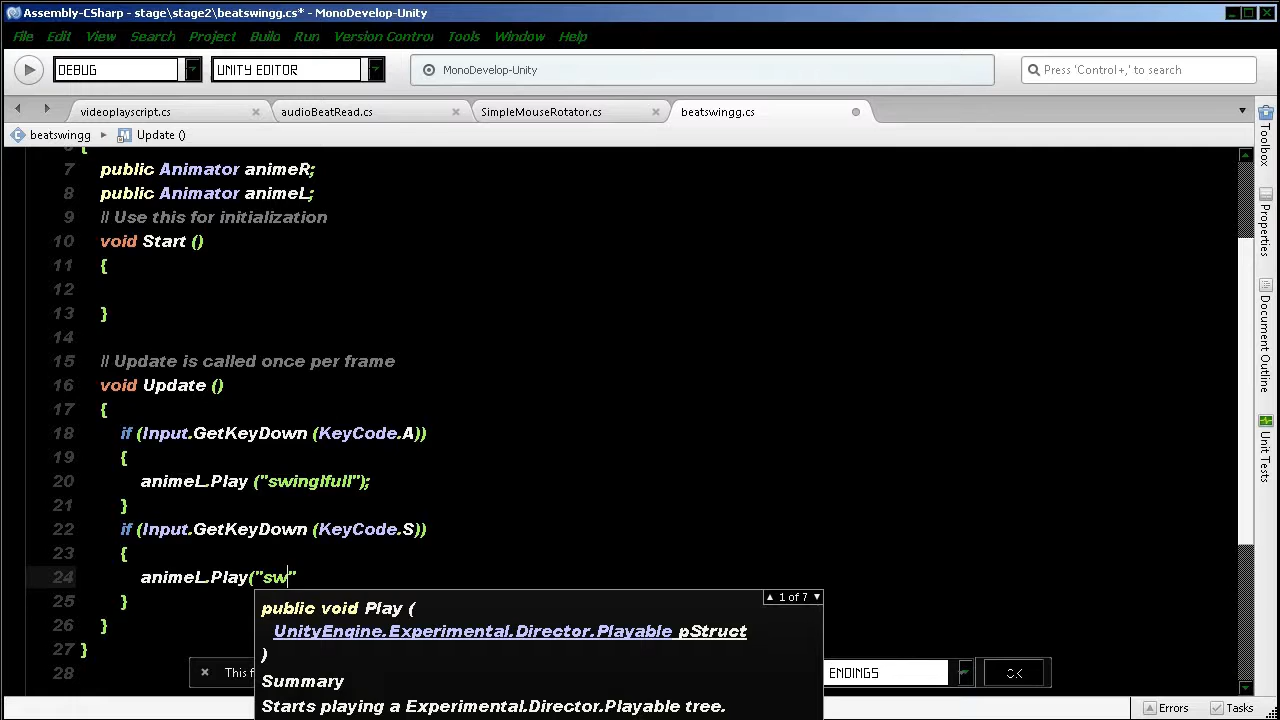 Assembly-CSharp - stage\stage2\beatswingg.cs* - MonoDevelop-Unity
File Edit View Search Project Build Run Version Control Tools Window Help
DEBUG UNITY EDITOR MonoDevelop-Unity Press 'Control+,' to search
videoplayscript.cs audioBeatRead.cs SimpleMouseRotator.cs beatswingg.cs
beatswingg Update ()
6 {
7 public Animator animeR;
8 public Animator animeL;
9 // Use this for initialization
10 void Start ()
11 {
12
13 }
14
15 // Update is called once per frame
16 void Update ()
17 {
18 if (Input.GetKeyDown (KeyCode.A))
19 {
20 animeL.Play ("swinglfull");
21 }
22 if (Input.GetKeyDown (KeyCode.S))
23 {
24 animeL.Play("sw"
25 }
26 }
27 }
28
1 of 7
public void Play (
UnityEngine.Experimental.Director.Playable pStruct
)
Summary
Starts playing a Experimental.Director.Playable tree.
This ENDINGS OK
Toolbox
Properties
Document Outline
Unit Tests
Errors Tasks